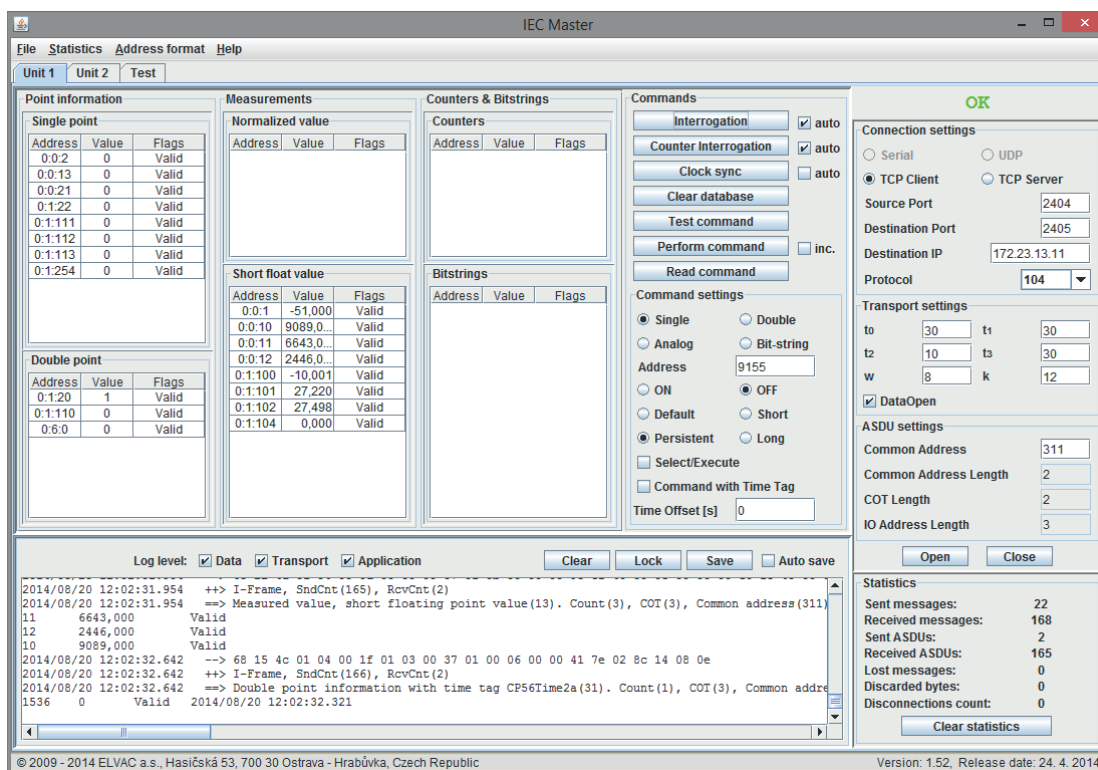 IEC Master
File Statistics Address format Help
Unit 1 Unit 2 Test
Point information
Single point
Address Value Flags
0:0:2 0 Valid
0:0:13 0 Valid
0:0:21 0 Valid
0:1:22 0 Valid
0:1:111 0 Valid
0:1:112 0 Valid
0:1:113 0 Valid
0:1:254 0 Valid
Double point
Address Value Flags
0:1:20 1 Valid
0:1:110 0 Valid
0:6:0 0 Valid
Measurements
Normalized value
Address Value Flags
Short float value
Address Value Flags
0:0:1 -51,000 Valid
0:0:10 9089,0... Valid
0:0:11 6643,0... Valid
0:0:12 2446,0... Valid
0:1:100 -10,001 Valid
0:1:101 27,220 Valid
0:1:102 27,498 Valid
0:1:104 0,000 Valid
Counters & Bitstrings
Counters
Address Value Flags
Bitstrings
Address Value Flags
Commands
Interrogation auto
Counter Interrogation auto
Clock sync auto
Clear database
Test command
Perform command inc.
Read command
Command settings
Single Double
Analog Bit-string
Address 9155
ON OFF
Default Short
Persistent Long
Select/Execute
Command with Time Tag
Time Offset [s] 0
OK
Connection settings
Serial UDP
TCP Client TCP Server
Source Port 2404
Destination Port 2405
Destination IP 172.23.13.11
Protocol 104
Transport settings
t0 30 t1 30
t2 10 t3 30
w 8 k 12
DataOpen
ASDU settings
Common Address 311
Common Address Length 2
COT Length 2
IO Address Length 3
Open Close
Statistics
Sent messages: 22
Received messages: 168
Sent ASDUs: 2
Received ASDUs: 165
Lost messages: 0
Discarded bytes: 0
Disconnections count: 0
Clear statistics
Log level: Data Transport Application Clear Lock Save Auto save
2014/08/20 12:02:31.954 ++> I-Frame, SndCnt(165), RcvCnt(2)
2014/08/20 12:02:31.954 ==> Measured value, short floating point value(13). Count(3), COT(3), Common address(311)
11 6643,000 Valid
12 2446,000 Valid
10 9089,000 Valid
2014/08/20 12:02:32.642 --> 68 15 4c 01 04 00 1f 01 03 00 37 01 00 06 00 00 41 7e 02 8c 14 08 0e
2014/08/20 12:02:32.642 ++> I-Frame, SndCnt(166), RcvCnt(2)
2014/08/20 12:02:32.642 ==> Double point information with time tag CP56Time2a(31). Count(1), COT(3), Common addre
1536 0 Valid 2014/08/20 12:02:32.321
© 2009 - 2014 ELVAC a.s., Hasičská 53, 700 30 Ostrava - Hrabůvka, Czech Republic
Version: 1.52, Release date: 24. 4. 2014